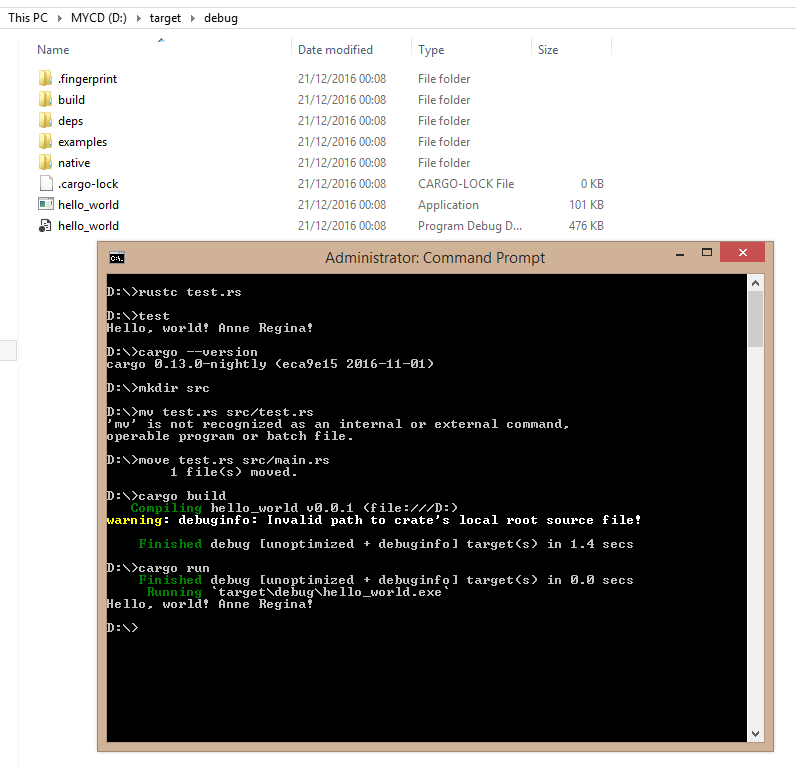 This PC MYCD (D:) target debug
Name Date modified Type Size
.fingerprint 21/12/2016 00:08 File folder
build 21/12/2016 00:08 File folder
deps 21/12/2016 00:08 File folder
examples 21/12/2016 00:08 File folder
native 21/12/2016 00:08 File folder
.cargo-lock 21/12/2016 00:08 CARGO-LOCK File 0 KB
hello_world 21/12/2016 00:08 Application 101 KB
hello_world 21/12/2016 00:08 Program Debug D... 476 KB
C:\. Administrator: Command Prompt
D:\>rustc test.rs
D:\>test
Hello, world! Anne Regina!
D:\>cargo --version
cargo 0.13.0-nightly (eca9e15 2016-11-01)
D:\>mkdir src
D:\>mv test.rs src/test.rs
'mv' is not recognized as an internal or external command,
operable program or batch file.
D:\>move test.rs src/main.rs
1 file(s) moved.
D:\>cargo build
Compiling hello_world v0.0.1 (file:///D:)
warning: debuginfo: Invalid path to crate's local root source file!
Finished debug [unoptimized + debuginfo] target(s) in 1.4 secs
D:\>cargo run
Finished debug [unoptimized + debuginfo] target(s) in 0.0 secs
Running `target\debug\hello_world.exe`
Hello, world! Anne Regina!
D:\>